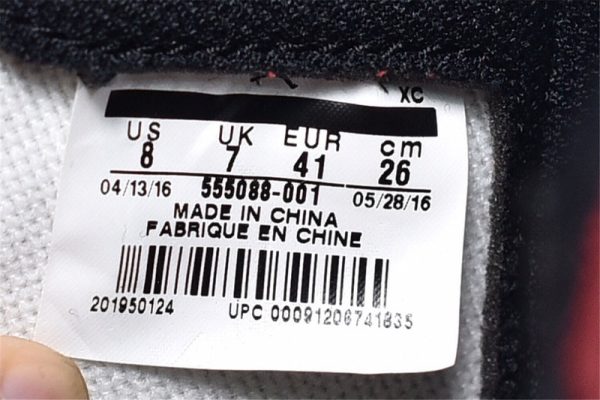 XC
US UK EUR cm
8 7 41 26
04/13/16 555088-001 05/28/16
MADE IN CHINA
FABRIQUE EN CHINE
201950124 UPC 00091206741835